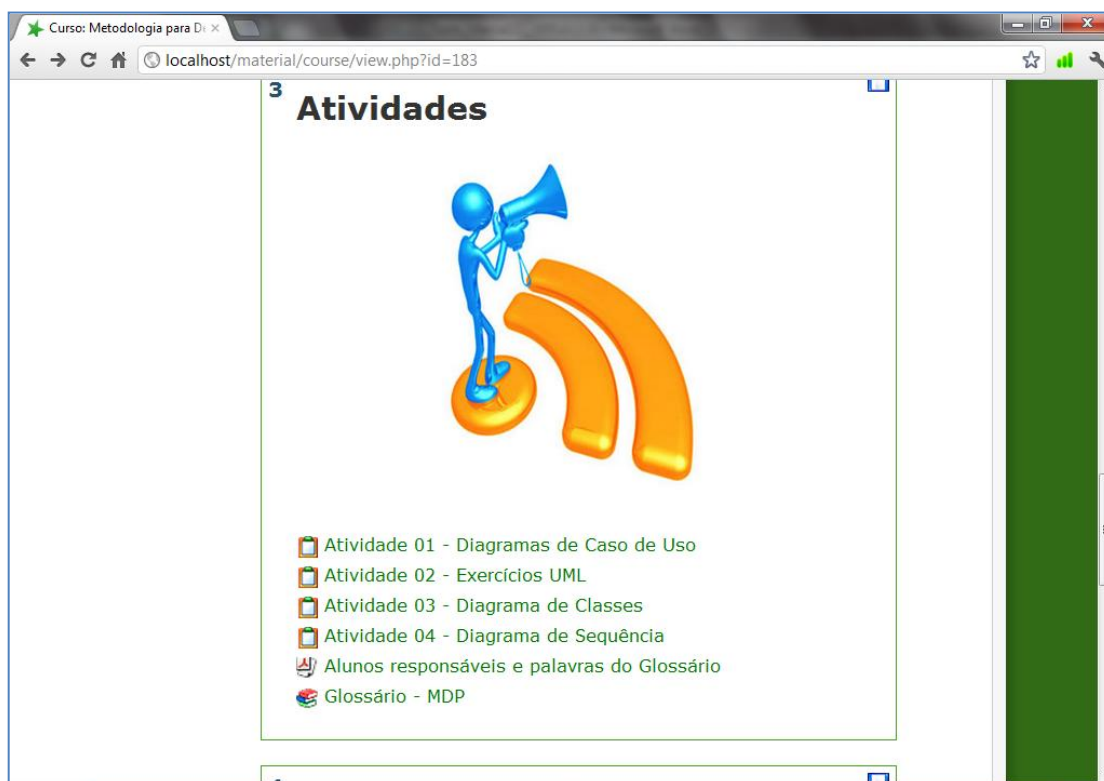 Curso: Metodologia para De
localhost/material/course/view.php?id=183
3
Atividades
Atividade 01 - Diagramas de Caso de Uso
Atividade 02 - Exercícios UML
Atividade 03 - Diagrama de Classes
Atividade 04 - Diagrama de Sequência
Alunos responsáveis e palavras do Glossário
Glossário - MDP